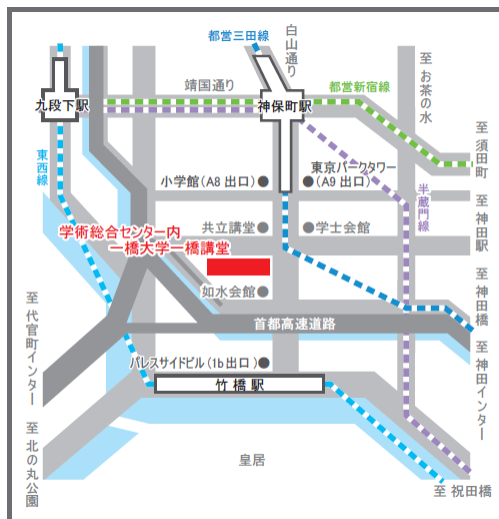 都営三田線
白山通り
靖国通り
至 お茶の水
九段下駅
神保町駅
都営新宿線
至 須田町
東西線
小学館(A8 出口)
東京パークタワー
(A9 出口)
半蔵門線
至 神田駅
学術総合センター内
一橋大学一橋講堂
共立講堂
学士会館
如水会館
至 神田橋
至 代官町インター
首都高速道路
至 神田インター
パレスサイドビル(1b 出口)
竹橋駅
至 北の丸公園
皇居
至 祝田橋